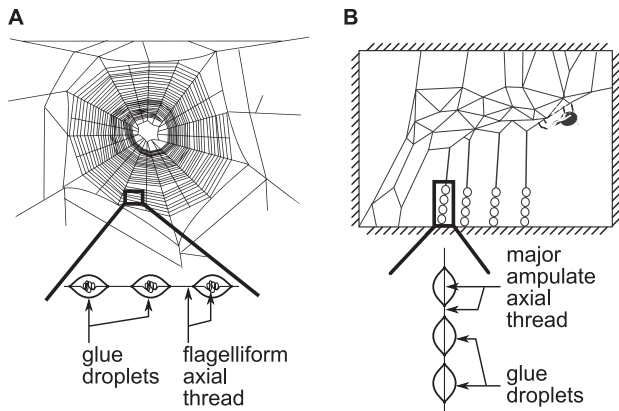 A
glue
droplets
flagelliform
axial
thread
B
major
ampulate
axial
thread
glue
droplets